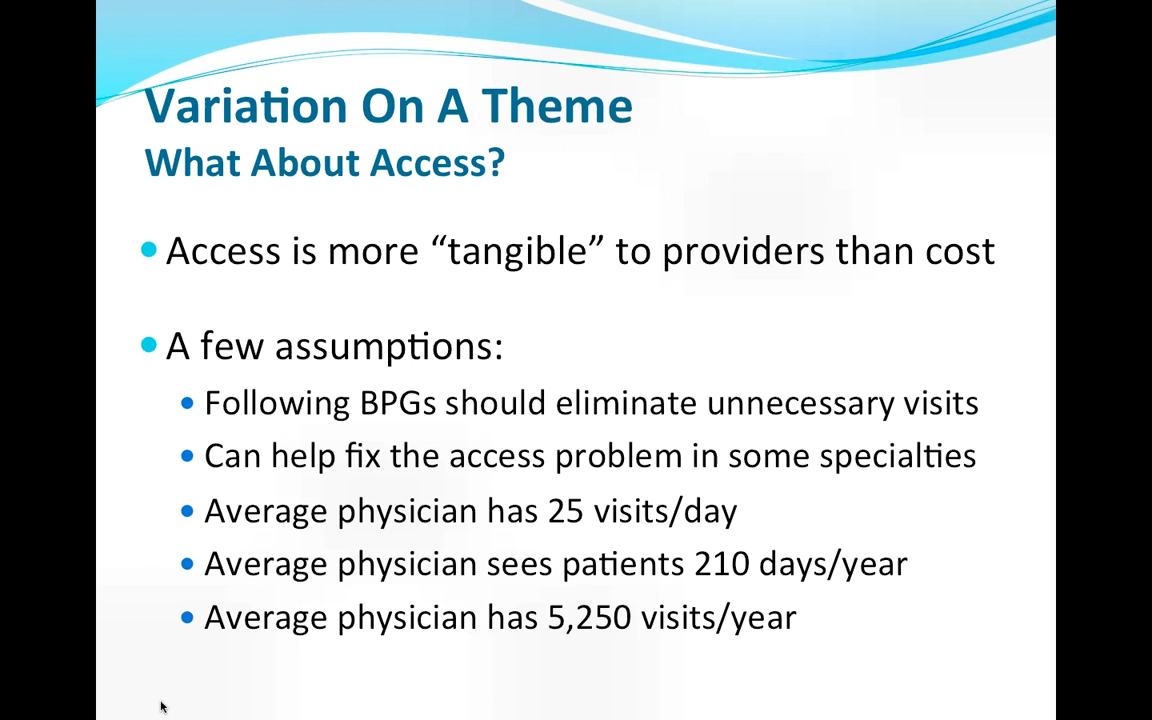 Variation On A Theme
What About Access?
• Access is more “tangible” to providers than cost
• A few assumptions:
• Following BPGs should eliminate unnecessary visits
• Can help fix the access problem in some specialties
• Average physician has 25 visits/day
• Average physician sees patients 210 days/year
• Average physician has 5,250 visits/year